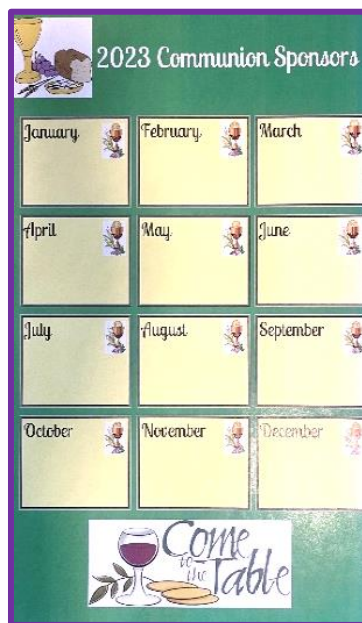 2023 Communion Sponsors
January February March
April May June
July August September
October November December
Come
to
the Table